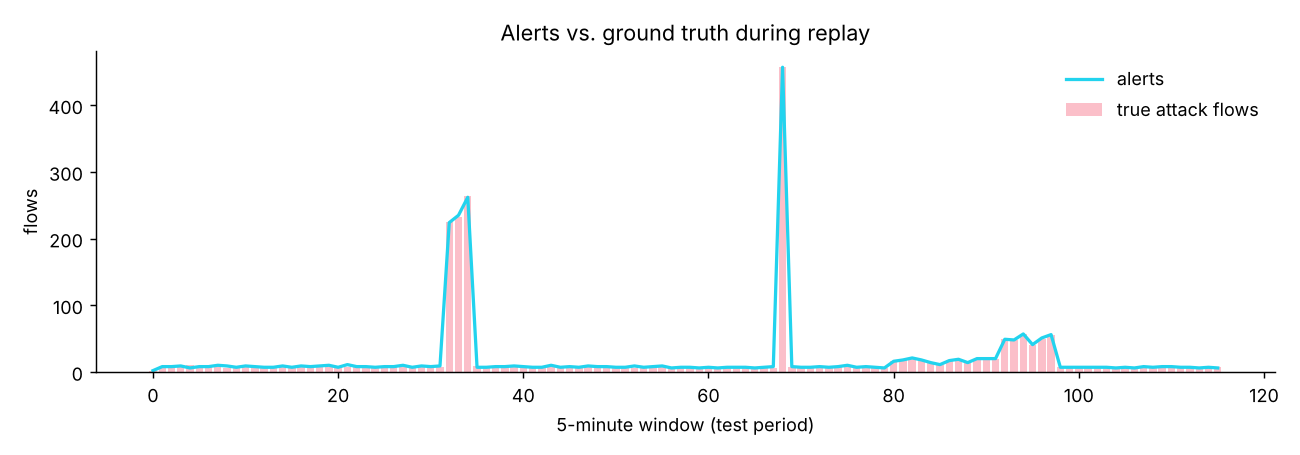 Alerts vs. ground truth during replay
alerts
true attack flows
flows
400
300
200
100
0
0 20 40 60 80 100 120
5-minute window (test period)